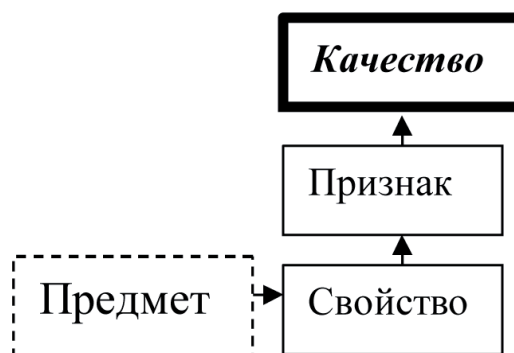 Качество
Признак
Предмет
Свойство